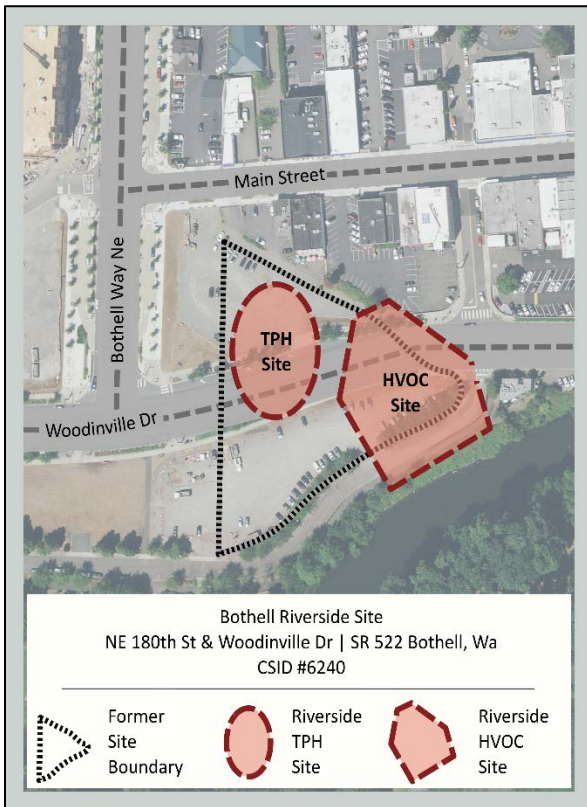 Main Street
Bothell Way Ne
TPH
Site
HVOC
Site
Woodinville Dr
Bothell Riverside Site
NE 180th St & Woodinville Dr | SR 522 Bothell, Wa
CSID #6240
Former
Site
Boundary
Riverside
TPH
Site
Riverside
HVOC
Site